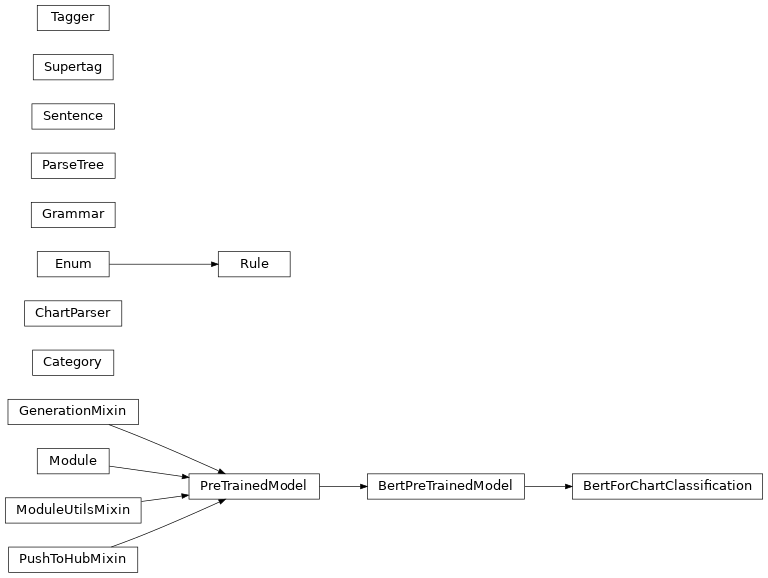 Tagger
Supertag
Sentence
ParseTree
Grammar
Enum
Rule
ChartParser
Category
GenerationMixin
Module
PreTrainedModel
BertPreTrainedModel
BertForChartClassification
ModuleUtilsMixin
PushToHubMixin